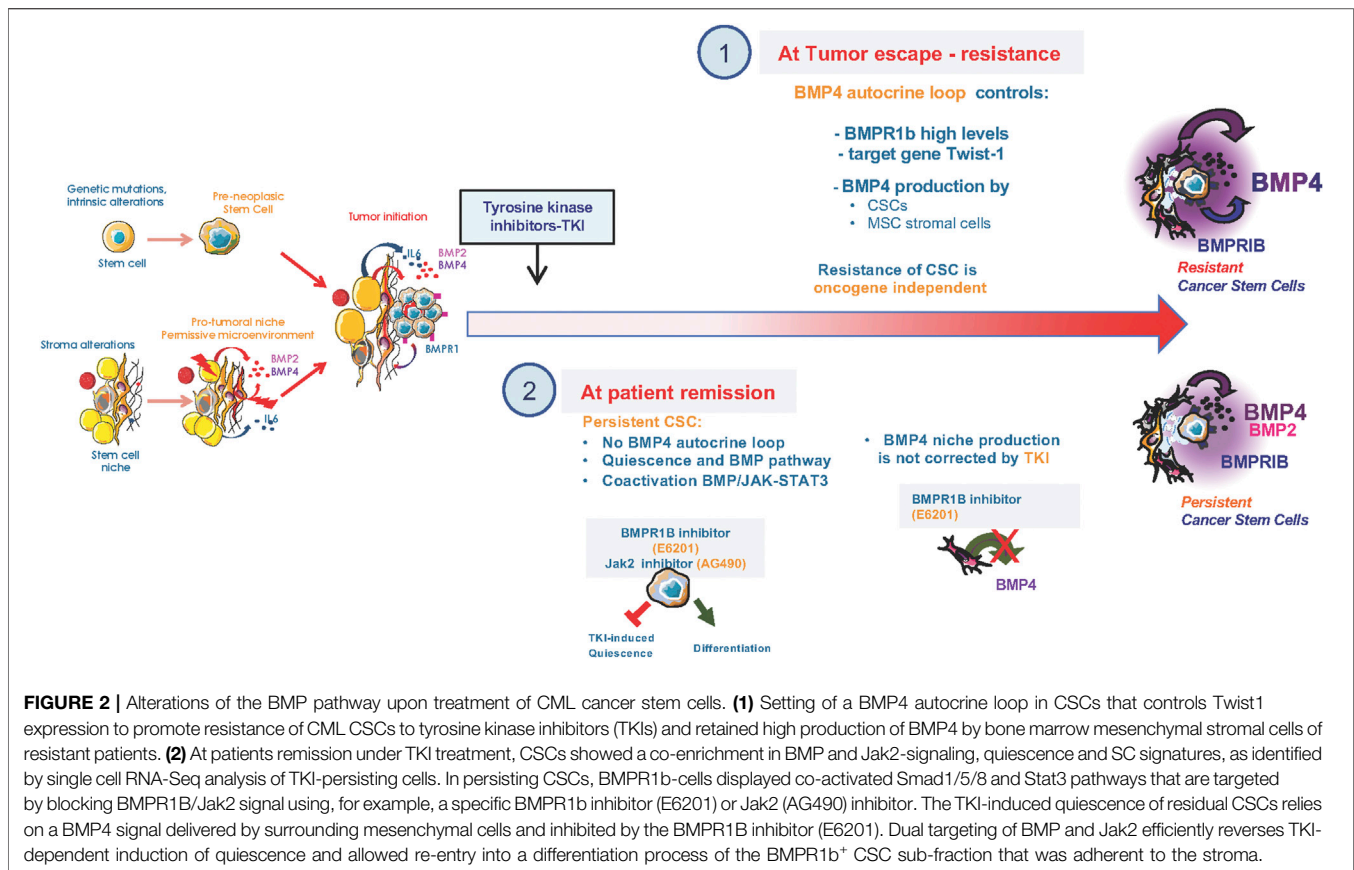 1
At Tumor escape - resistance
BMP4 autocrine loop controls:
- BMPR1b high levels
- target gene Twist-1
- BMP4 production by
• CSCs
• MSC stromal cells
Resistance of CSC is
oncogene independent
BMP4
BMPRIB
Resistant
Cancer Stem Cells
Genetic mutations,
intrinsic alterations
Pre-neoplasic
Stem Cell
Stem cell
Tumor initiation
IL6
BMP2
BMP4
BMPR1
Tyrosine kinase
inhibitors-TKI
Pro-tumoral niche
Permissive microenvironment
Stroma alterations
BMP2
BMP4
IL6
Stem cell
niche
2
At patient remission
Persistent CSC:
• No BMP4 autocrine loop
• Quiescence and BMP pathway
• Coactivation BMP/JAK-STAT3
BMPR1B inhibitor
(E6201)
Jak2 inhibitor (AG490)
TKI-induced
Quiescence
Differentiation
• BMP4 niche production
is not corrected by TKI
BMPR1B inhibitor
(E6201)
BMP4
BMP4
BMP2
BMPRIB
Persistent
Cancer Stem Cells
FIGURE 2 | Alterations of the BMP pathway upon treatment of CML cancer stem cells. (1) Setting of a BMP4 autocrine loop in CSCs that controls Twist1
expression to promote resistance of CML CSCs to tyrosine kinase inhibitors (TKIs) and retained high production of BMP4 by bone marrow mesenchymal stromal cells of
resistant patients. (2) At patients remission under TKI treatment, CSCs showed a co-enrichment in BMP and Jak2-signaling, quiescence and SC signatures, as identified
by single cell RNA-Seq analysis of TKI-persisting cells. In persisting CSCs, BMPR1b-cells displayed co-activated Smad1/5/8 and Stat3 pathways that are targeted
by blocking BMPR1B/Jak2 signal using, for example, a specific BMPR1b inhibitor (E6201) or Jak2 (AG490) inhibitor. The TKI-induced quiescence of residual CSCs relies
on a BMP4 signal delivered by surrounding mesenchymal cells and inhibited by the BMPR1B inhibitor (E6201). Dual targeting of BMP and Jak2 efficiently reverses TKI-
dependent induction of quiescence and allowed re-entry into a differentiation process of the BMPR1b⁺ CSC sub-fraction that was adherent to the stroma.